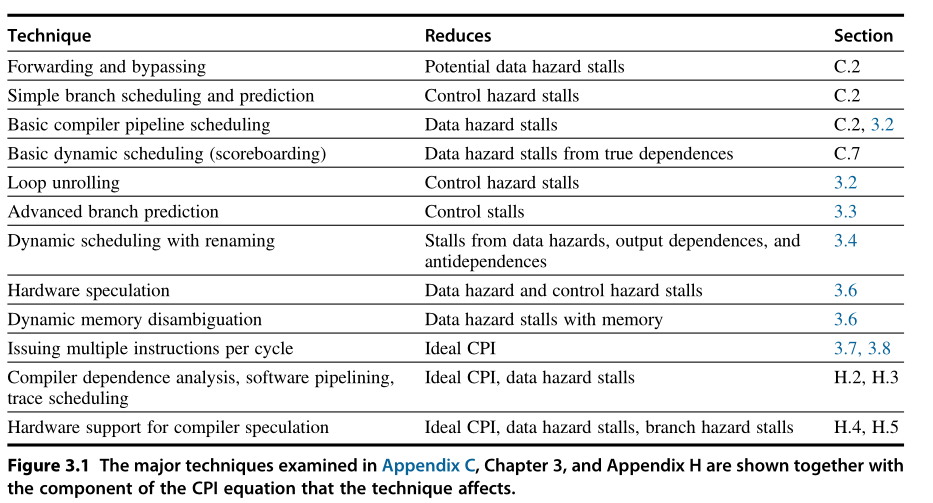 Technique Reduces Section
Forwarding and bypassing Potential data hazard stalls C.2
Simple branch scheduling and prediction Control hazard stalls C.2
Basic compiler pipeline scheduling Data hazard stalls C.2, 3.2
Basic dynamic scheduling (scoreboarding) Data hazard stalls from true dependences C.7
Loop unrolling Control hazard stalls 3.2
Advanced branch prediction Control stalls 3.3
Dynamic scheduling with renaming Stalls from data hazards, output dependences, and 3.4
antidependences
Hardware speculation Data hazard and control hazard stalls 3.6
Dynamic memory disambiguation Data hazard stalls with memory 3.6
Issuing multiple instructions per cycle Ideal CPI 3.7, 3.8
Compiler dependence analysis, software pipelining, Ideal CPI, data hazard stalls H.2, H.3
trace scheduling
Hardware support for compiler speculation Ideal CPI, data hazard stalls, branch hazard stalls H.4, H.5
Figure 3.1 The major techniques examined in Appendix C, Chapter 3, and Appendix H are shown together with
the component of the CPI equation that the technique affects.